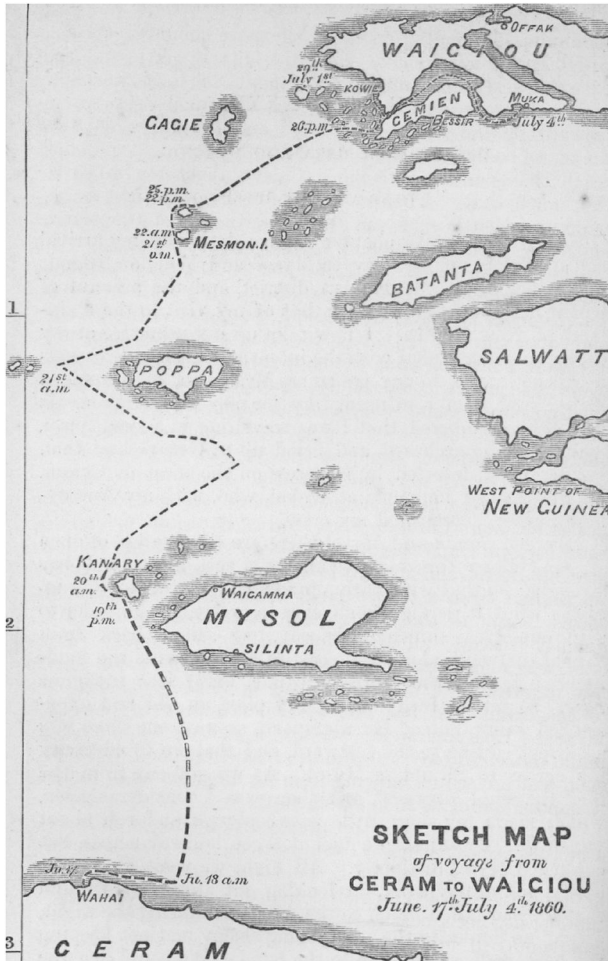 OFFAK
WAIGIOU
29th
July 1st
KOWIE
GEMIEN
MUKA
BESSIR
July 4th
26.p.m.
GAGIE
25.p.m.
22.p.m.
22.a.m
21st
p.m.
MESMON.I.
BATANTA
1
SALWATT
POPPA
21st
a.m
WEST POINT OF
NEW GUINEA
KANARY
20th
a.m.
19th
p.m.
WAIGAMMA
MYSOL
2
SILINTA
SKETCH MAP
of voyage from
CERAM TO WAIGIOU
June. 17th July 4th 1860.
Ju. 17
Ju. 18 a.m
WAHAI
3
CERAM